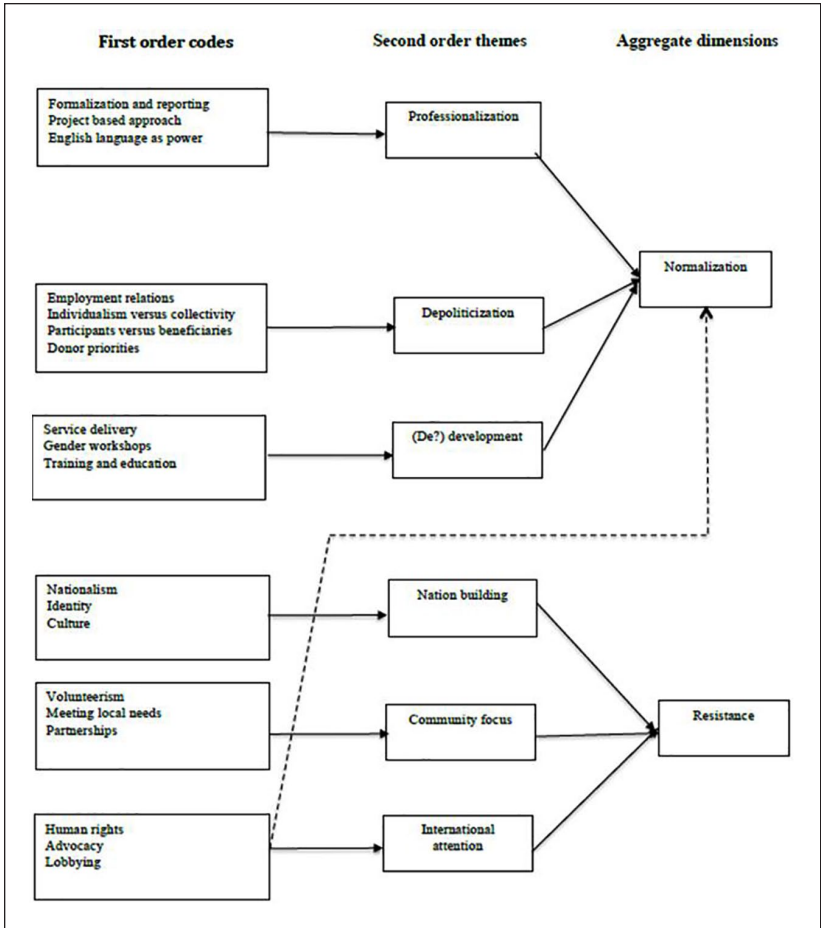 First order codes
Second order themes
Aggregate dimensions
Formalization and reporting
Project based approach
English language as power
Professionalization
Normalization
Employment relations
Individualism versus collectivity
Participants versus beneficiaries
Donor priorities
Depoliticization
Service delivery
Gender workshops
Training and education
(De?) development
Nationalism
Identity
Culture
Nation building
Volunteerism
Meeting local needs
Partnerships
Community focus
Resistance
Human rights
Advocacy
Lobbying
International
attention